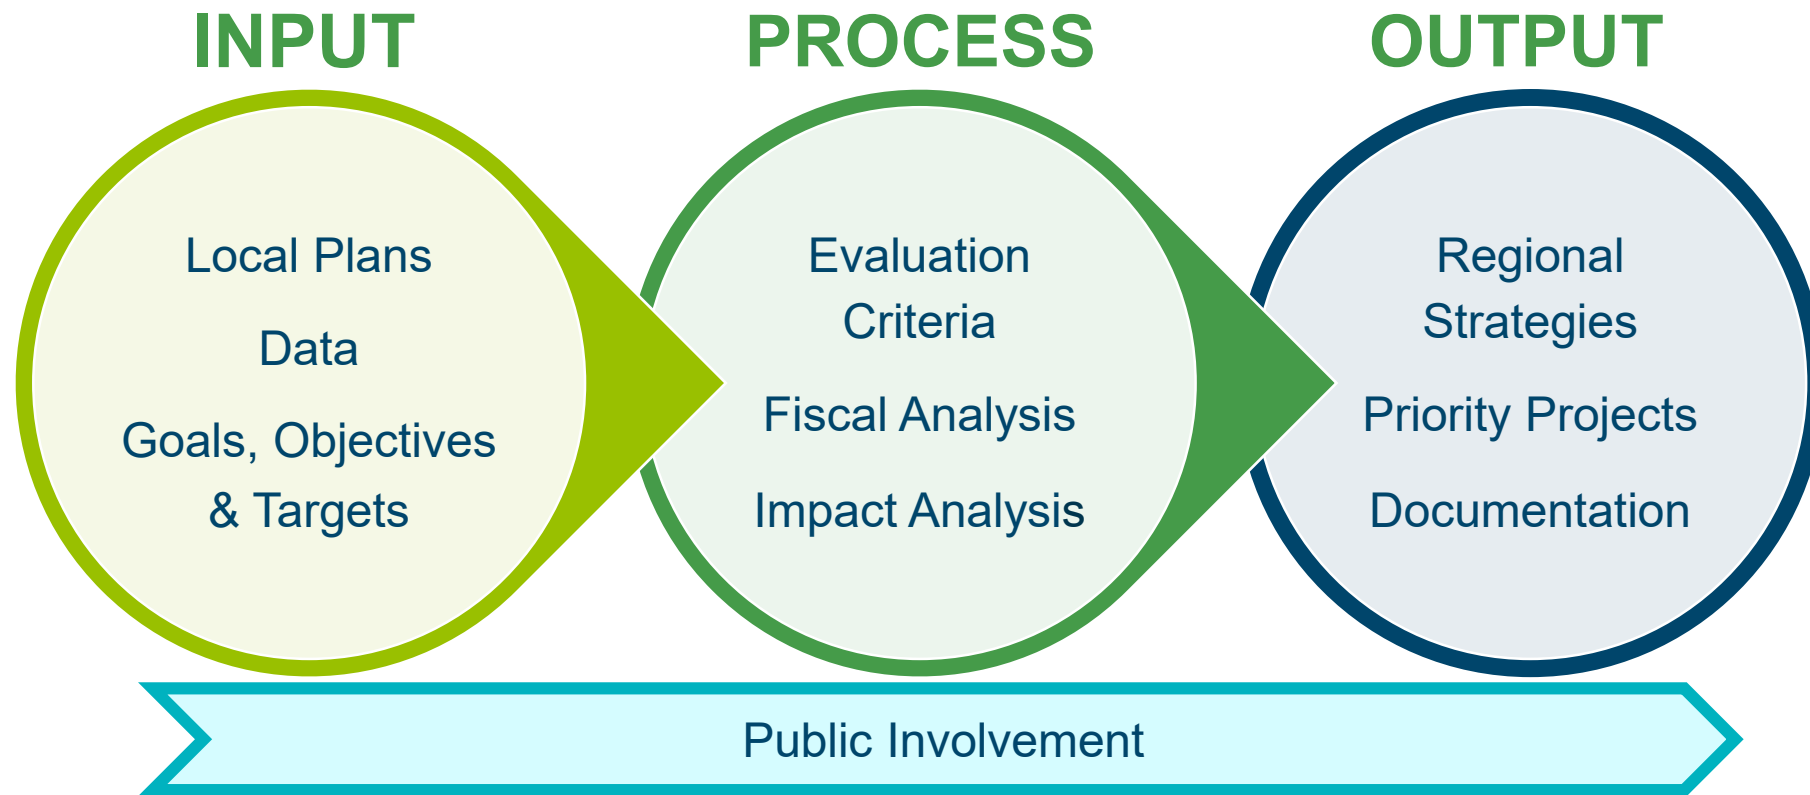 INPUT
PROCESS
OUTPUT
Local Plans
Data
Goals, Objectives
& Targets
Evaluation
Criteria
Fiscal Analysis
Impact Analysis
Regional
Strategies
Priority Projects
Documentation
Public Involvement